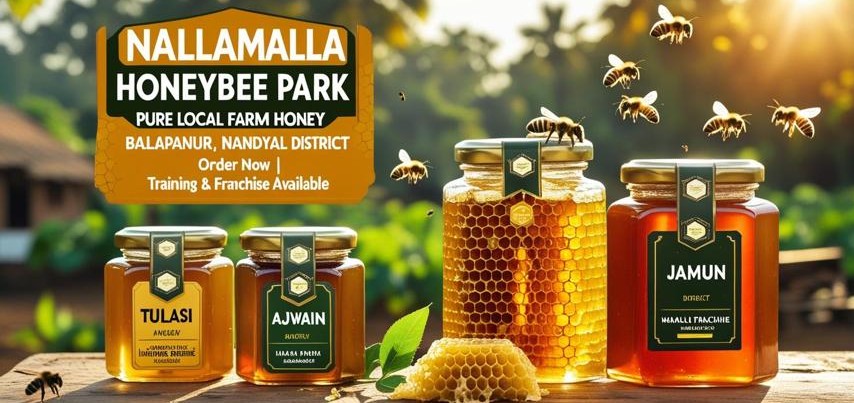 NALLAMALLA
HONEYBEE PARK
PURE LOCAL FARM HONEY
BALAPANUR, NANDYAL DISTRICT
Order Now |
Training & Franchise Available
TULASI
AJWAIN
JAMUN